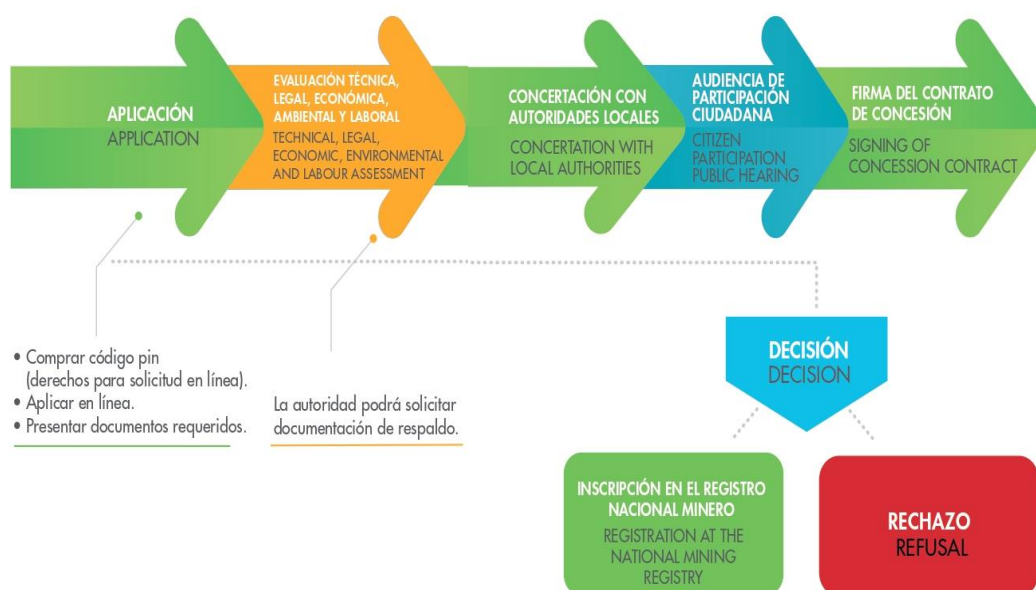 APLICACIÓN
APPLICATION
EVALUACIÓN TÉCNICA,
LEGAL, ECONÓMICA,
AMBIENTAL Y LABORAL
TECHNICAL, LEGAL,
ECONOMIC, ENVIRONMENTAL
AND LABOUR ASSESSMENT
CONCERTACIÓN CON
AUTORIDADES LOCALES
CONCERTATION WITH
LOCAL AUTHORITIES
AUDIENCIA DE
PARTICIPACIÓN
CIUDADANA
CITIZEN
PARTICIPATION
PUBLIC HEARING
FIRMA DEL CONTRATO
DE CONCESIÓN
SIGNING OF
CONCESSION CONTRACT
• Comprar código pin
(derechos para solicitud en línea).
• Aplicar en línea.
• Presentar documentos requeridos.
La autoridad podrá solicitar
documentación de respaldo.
DECISIÓN
DECISION
INSCRIPCIÓN EN EL REGISTRO
NACIONAL MINERO
REGISTRATION AT THE
NATIONAL MINING
REGISTRY
RECHAZO
REFUSAL